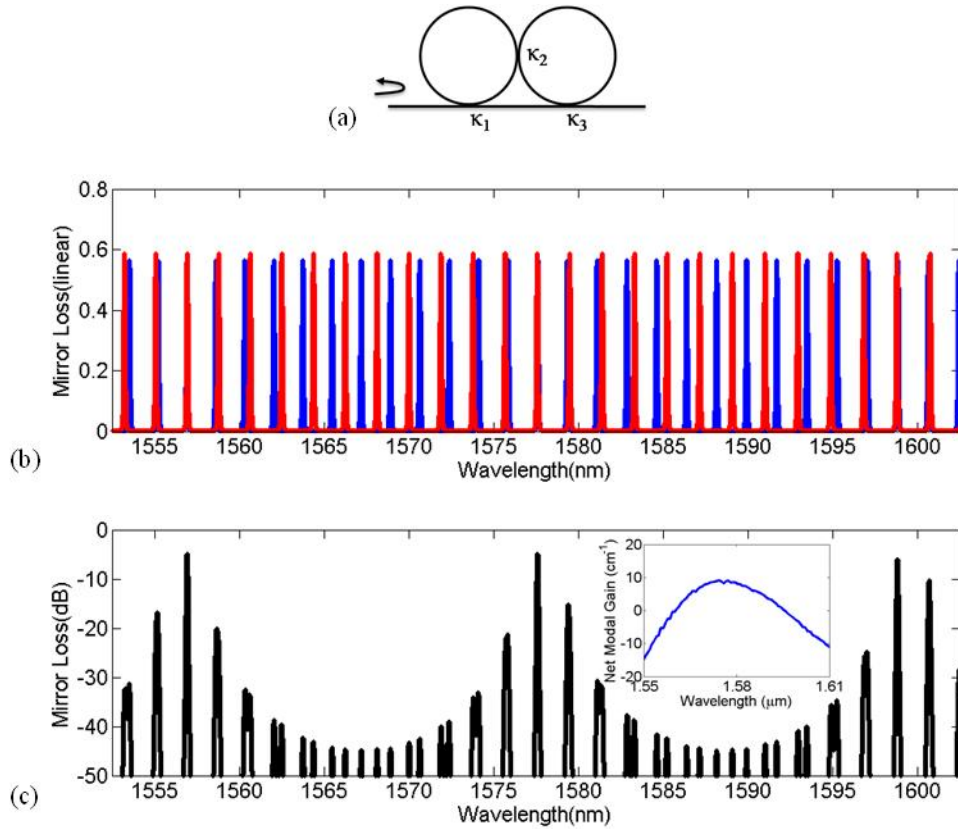 κ2
(a)
κ1
κ3
0.8
0.6
0.4
0.2
0
Mirror Loss(linear)
1555 1560 1565 1570 1575 1580 1585 1590 1595 1600
Wavelength(nm)
(b)
0
-10
-20
-30
-40
-50
Mirror Loss(dB)
20
10
0
-10
-20
Net Modal Gain (cm-1)
1.55 1.58 1.61
Wavelength (μm)
1555 1560 1565 1570 1575 1580 1585 1590 1595 1600
Wavelength(nm)
(c)